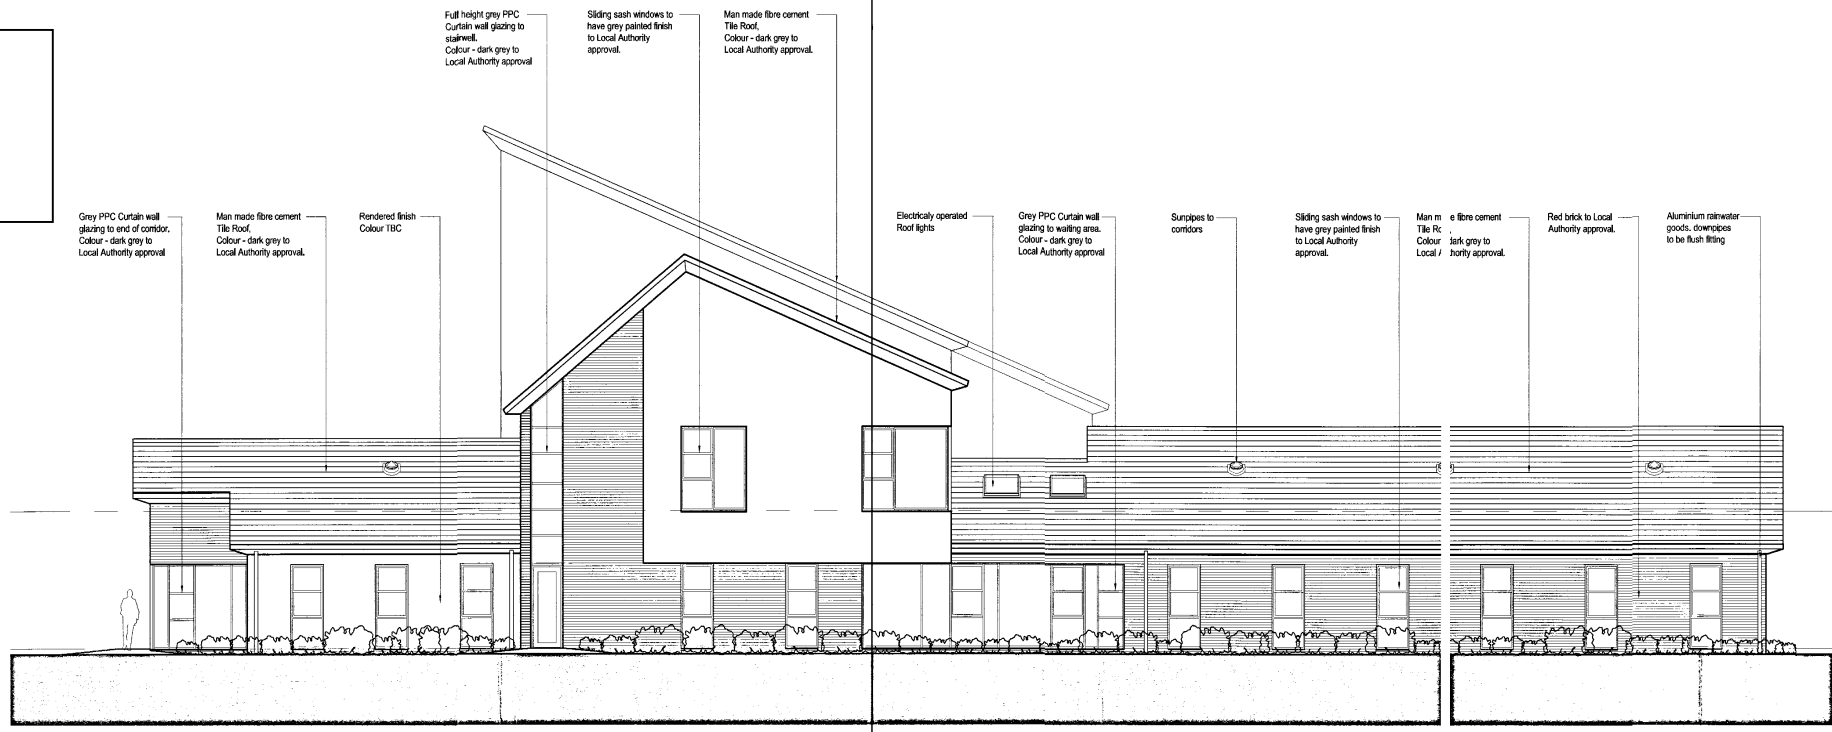 Full height grey PPC
Curtain wall glazing to
stairwell.
Colour - dark grey to
Local Authority approval
Sliding sash windows to
have grey painted finish
to Local Authority
approval.
Man made fibre cement
Tile Roof,
Colour - dark grey to
Local Authority approval.
Grey PPC Curtain wall
glazing to end of corridor.
Colour - dark grey to
Local Authority approval
Man made fibre cement
Tile Roof,
Colour - dark grey to
Local Authority approval.
Rendered finish
Colour TBC
Electricaly operated
Roof lights
Grey PPC Curtain wall
glazing to waiting area.
Colour - dark grey to
Local Authority approval
Sunpipes to
corridors
Sliding sash windows to
have grey painted finish
to Local Authority
approval.
Man m e fibre cement
Tile Ro
Colour dark grey to
Local A hority approval.
Red brick to Local
Authority approval.
Aluminium rainwater
goods. downpipes
to be flush fitting